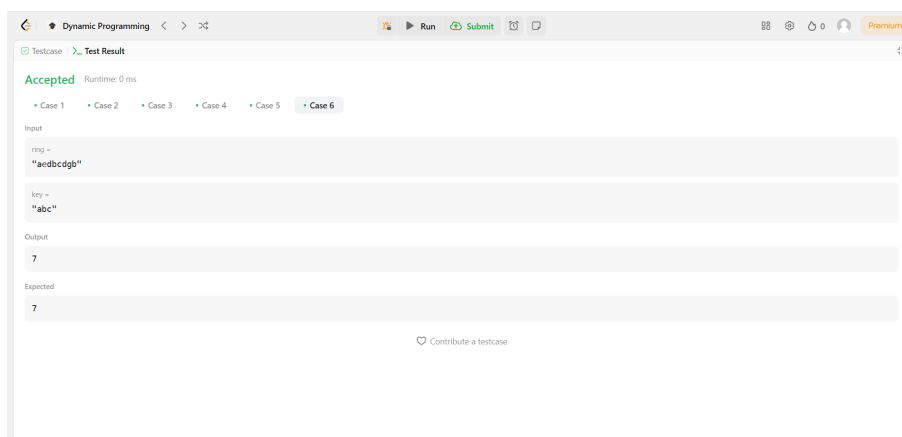 Dynamic Programming Run Submit 0 Premium
Testcase Test Result
Accepted Runtime: 0 ms
Case 1 Case 2 Case 3 Case 4 Case 5 Case 6
Input
ring =
"aedbcdgb"
key =
"abc"
Output
7
Expected
7
Contribute a testcase